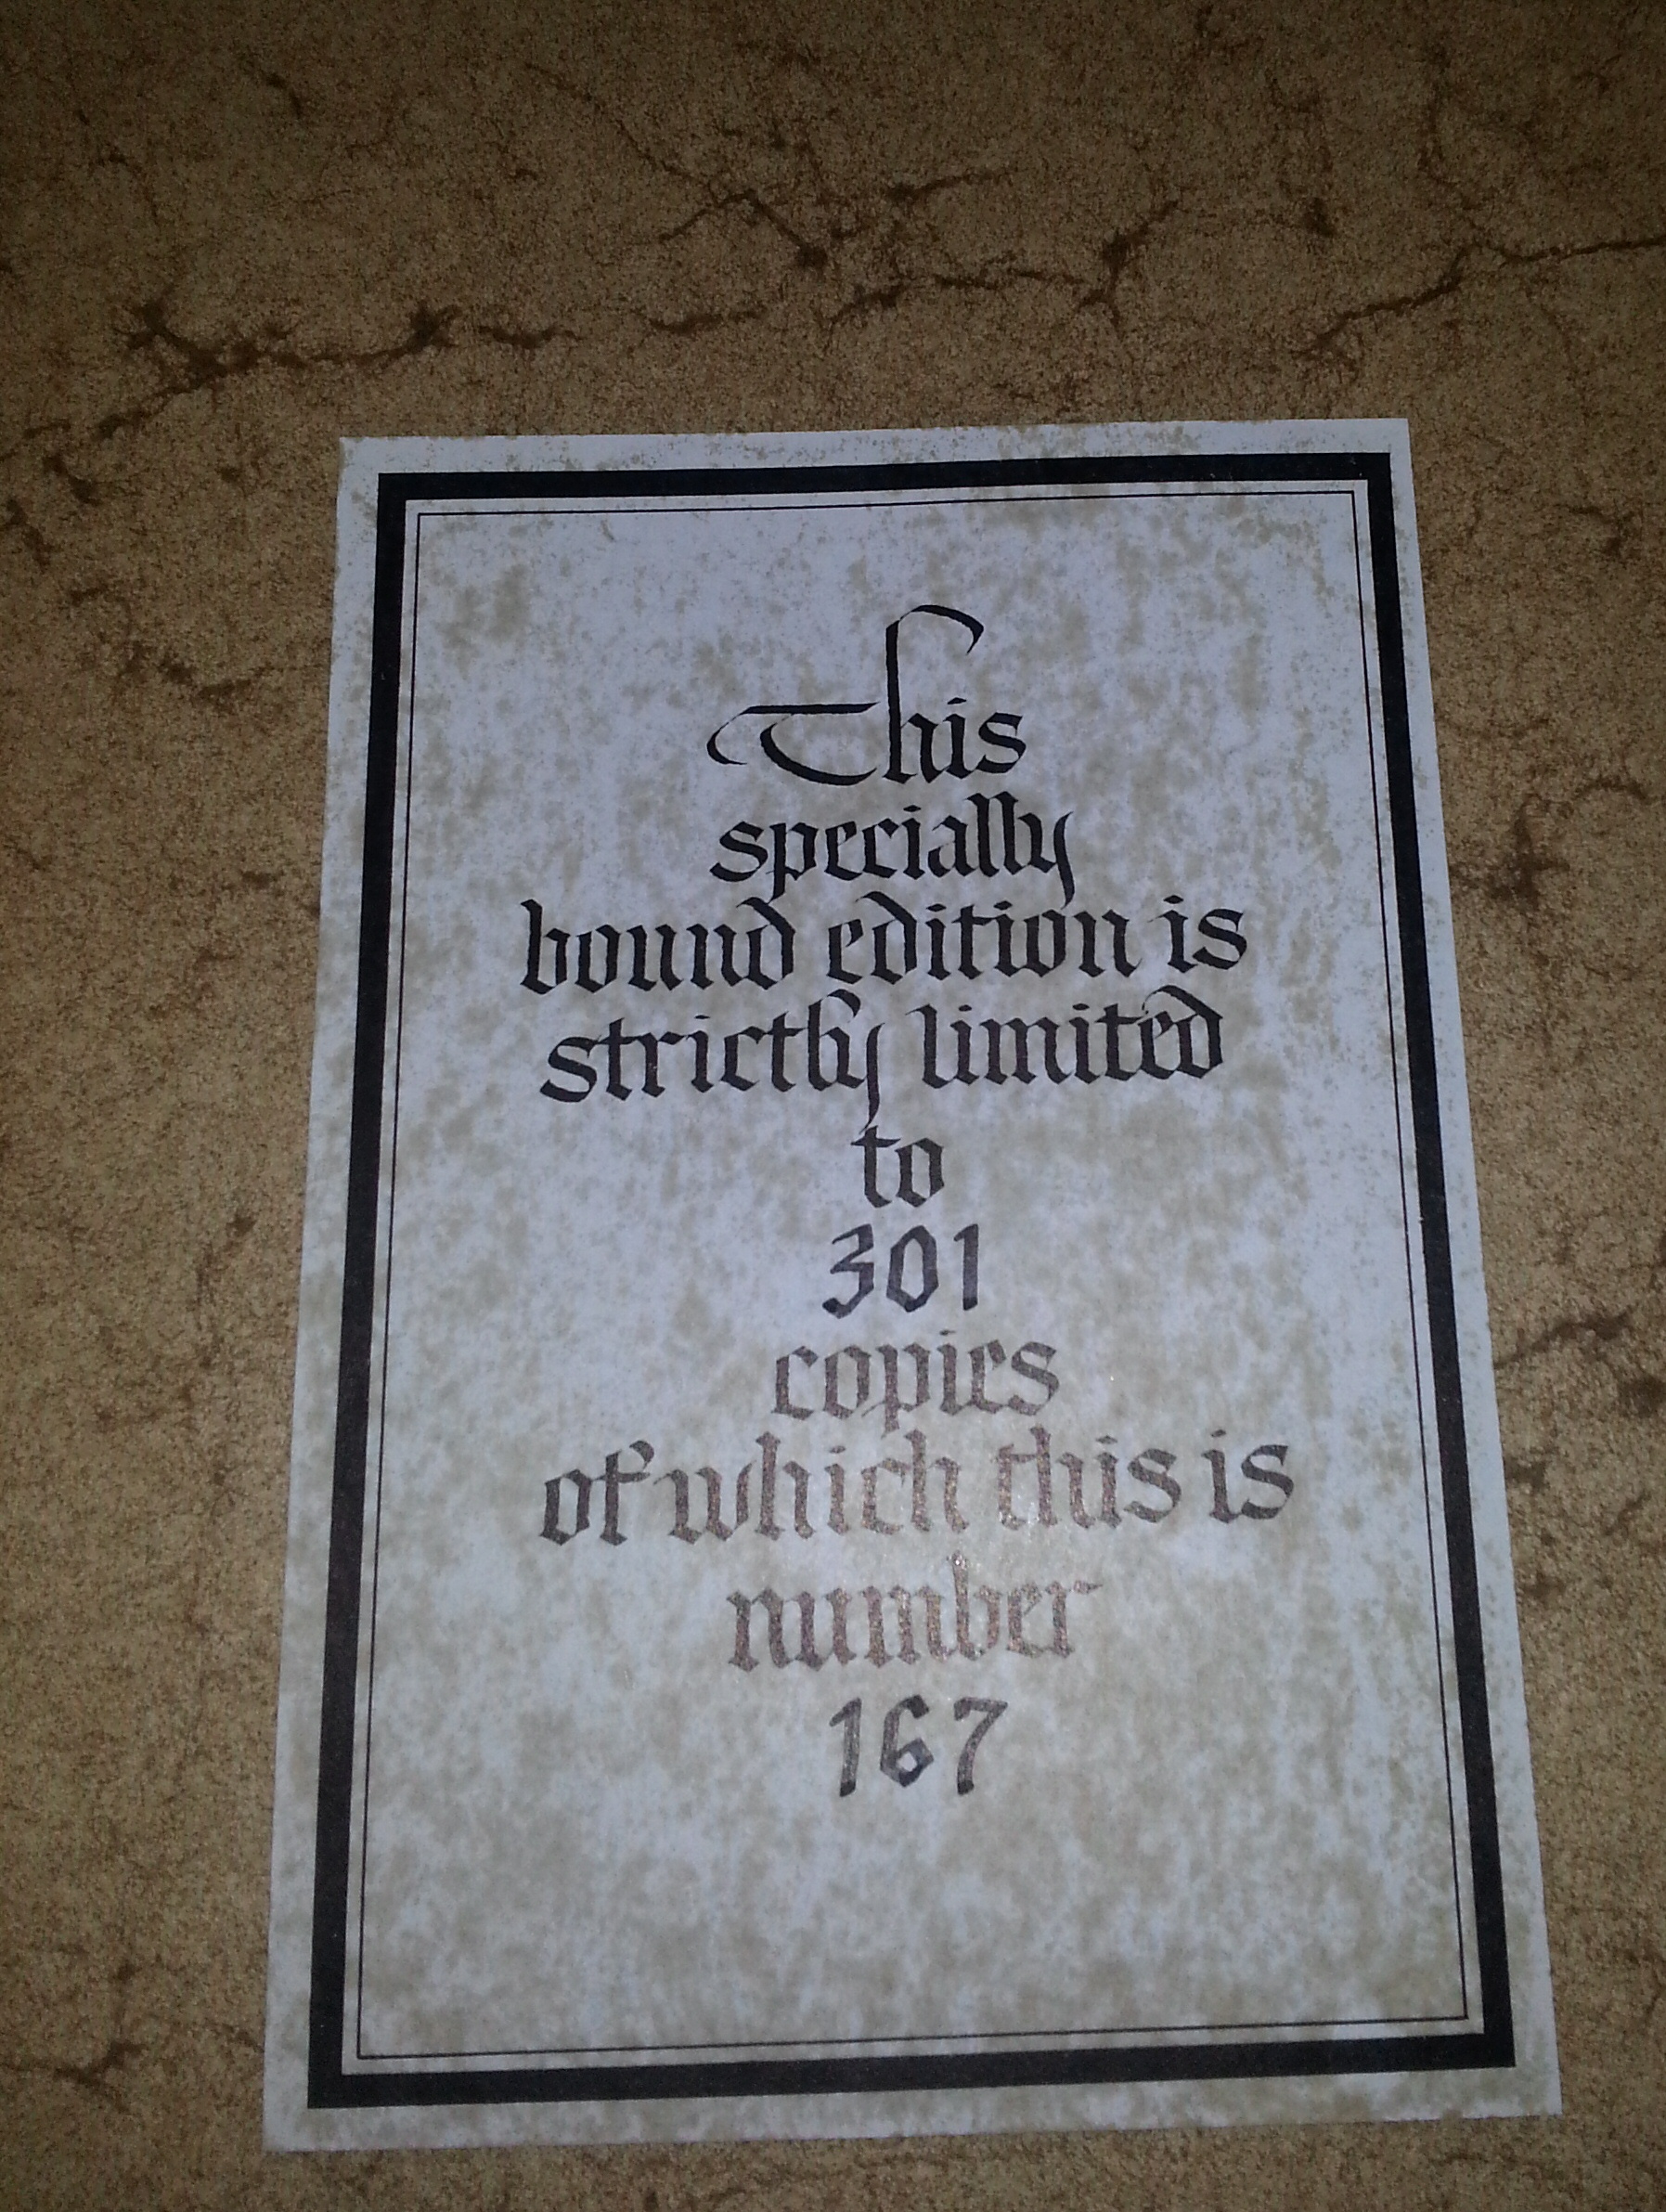 This
specially
bound edition is
strictly limited
to
301
copies
of which this is
number
167